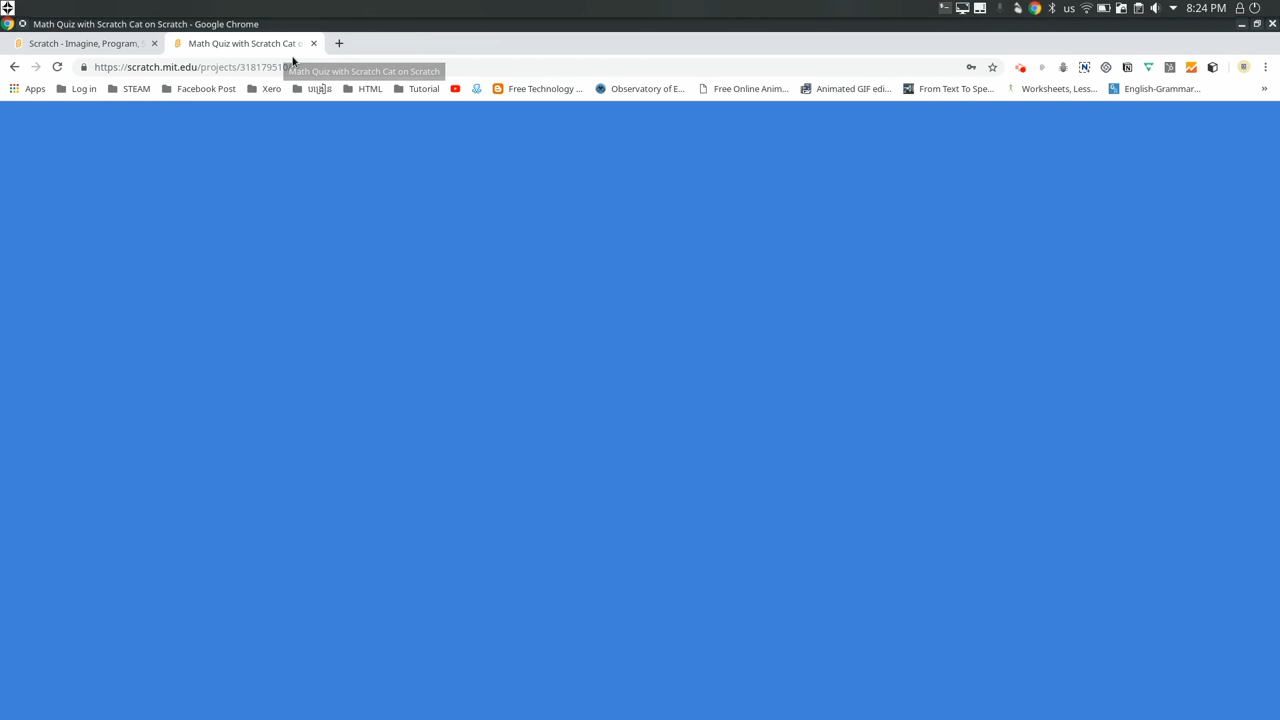 Math Quiz with Scratch Cat on Scratch - Google Chrome
us 8:24 PM
Scratch - Imagine, Program, S
Math Quiz with Scratch Cat o
https://scratch.mit.edu/projects/31817951
Math Quiz with Scratch Cat on Scratch
Apps Log in STEAM Facebook Post Xero HTML Tutorial Free Technology ... Observatory of E... Free Online Anim... Animated GIF edi... From Text To Spe... Worksheets, Less... English-Grammar... »